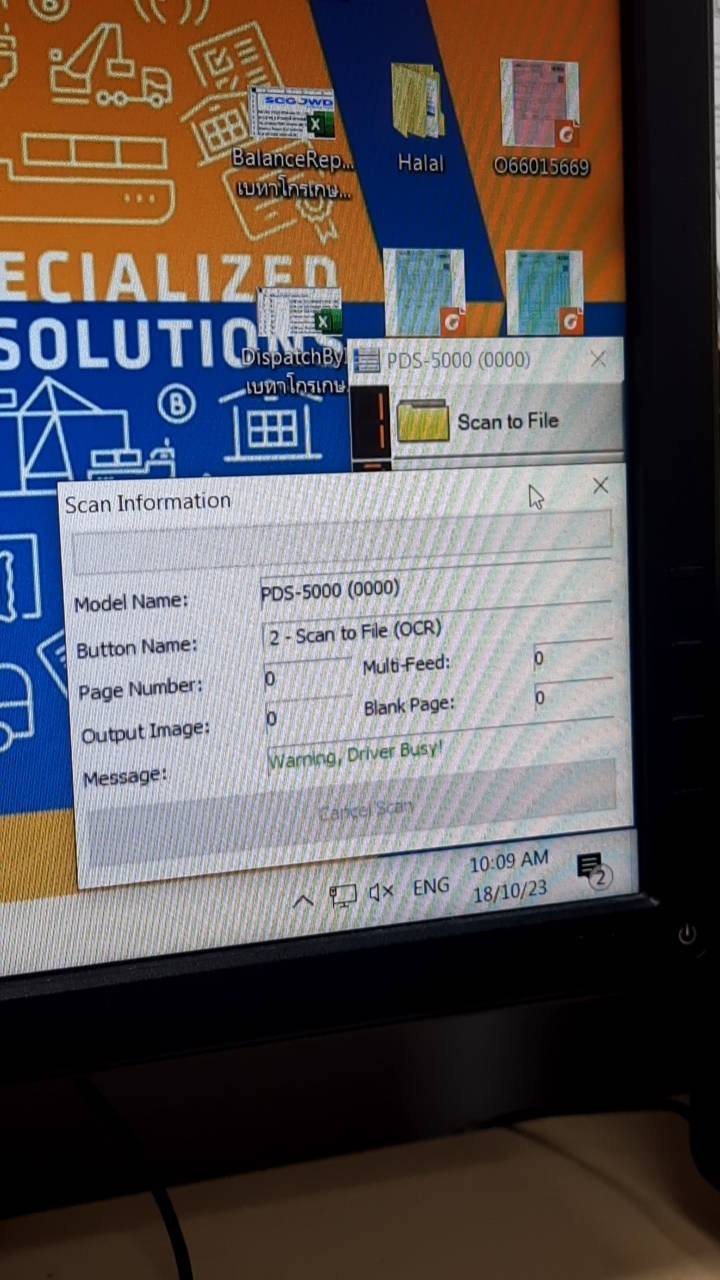 SCGJWD
BalanceRep...
เบทาโกรเกษ...
Halal
O66015669
ECIALIZED
SOLUTIONS
DispatchBy
เบทาโกรเกษ
B
PDS-5000 (0000)
Scan to File
Scan Information
Model Name: PDS-5000 (0000)
Button Name: 2 - Scan to File (OCR)
Page Number: 0 Multi-Feed: 0
Output Image: 0 Blank Page: 0
Message: Warning, Driver Busy!
Cancel Scan
ENG
10:09 AM
18/10/23
2